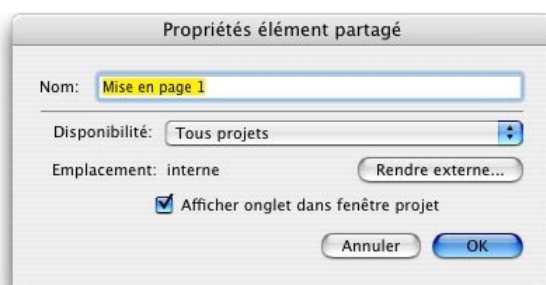 Propriétés élément partagé
Nom: Mise en page 1
Disponibilité: Tous projets
Emplacement: interne Rendre externe...
Afficher onglet dans fenêtre projet
Annuler OK